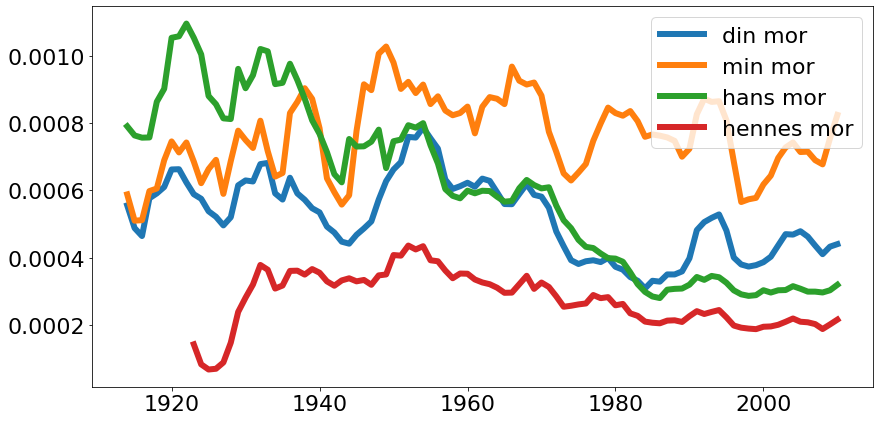 din mor
min mor
hans mor
hennes mor
0.0010
0.0008
0.0006
0.0004
0.0002
1920 1940 1960 1980 2000